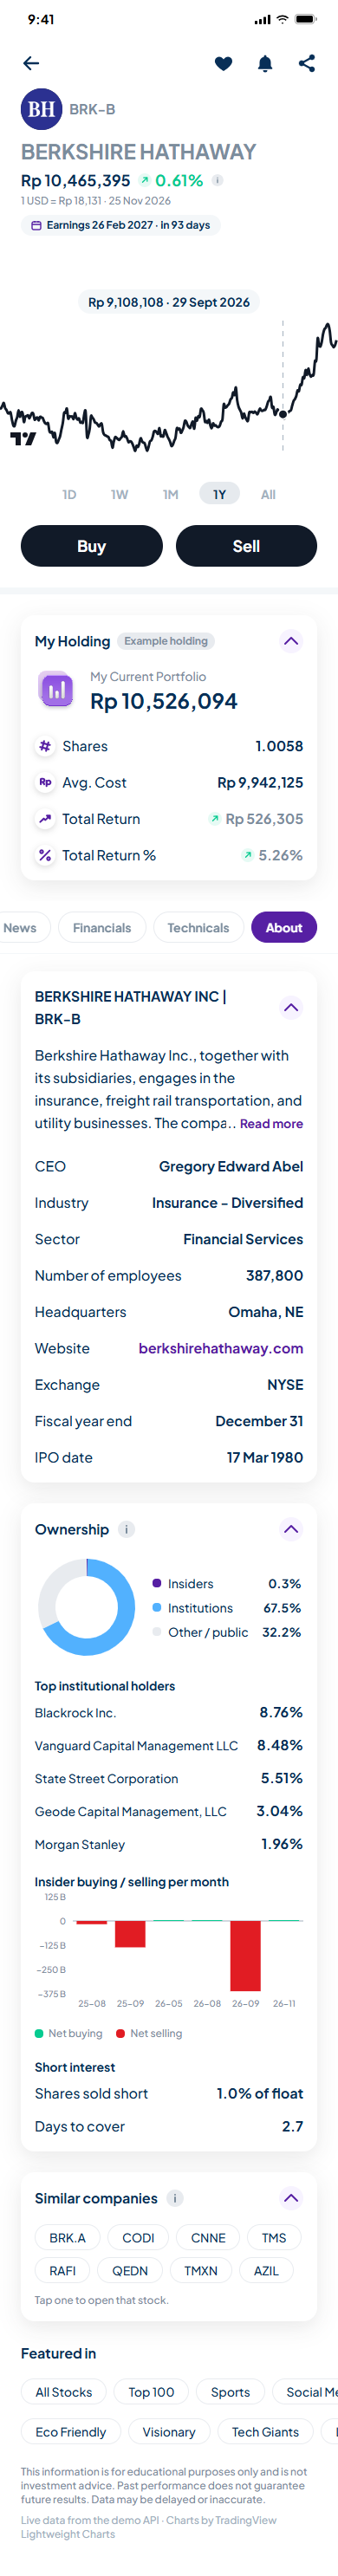 9:41
BH BRK-B
BERKSHIRE HATHAWAY
Rp 10,465,395 0.61%
1 USD = Rp 18,131 · 25 Nov 2026
Earnings 26 Feb 2027 · in 93 days
Rp 9,108,108 · 29 Sept 2026
1D 1W 1M 1Y All
Buy Sell
My Holding Example holding
My Current Portfolio
Rp 10,526,094
Shares 1.0058
Rp Avg. Cost Rp 9,942,125
Total Return Rp 526,305
Total Return % 5.26%
News Financials Technicals About
BERKSHIRE HATHAWAY INC |
BRK-B
Berkshire Hathaway Inc., together with
its subsidiaries, engages in the
insurance, freight rail transportation, and
utility businesses. The compa.. Read more
CEO Gregory Edward Abel
Industry Insurance - Diversified
Sector Financial Services
Number of employees 387,800
Headquarters Omaha, NE
Website berkshirehathaway.com
Exchange NYSE
Fiscal year end December 31
IPO date 17 Mar 1980
Ownership i
Insiders 0.3%
Institutions 67.5%
Other / public 32.2%
Top institutional holders
Blackrock Inc. 8.76%
Vanguard Capital Management LLC 8.48%
State Street Corporation 5.51%
Geode Capital Management, LLC 3.04%
Morgan Stanley 1.96%
Insider buying / selling per month
125 B
0
-125 B
-250 B
-375 B
25-08 25-09 26-05 26-08 26-09 26-11
Net buying Net selling
Short interest
Shares sold short 1.0% of float
Days to cover 2.7
Similar companies i
BRK.A CODI CNNE TMS
RAFI QEDN TMXN AZIL
Tap one to open that stock.
Featured in
All Stocks Top 100 Sports Social Me
Eco Friendly Visionary Tech Giants
This information is for educational purposes only and is not
investment advice. Past performance does not guarantee
future results. Data may be delayed or inaccurate.
Live data from the demo API · Charts by TradingView
Lightweight Charts